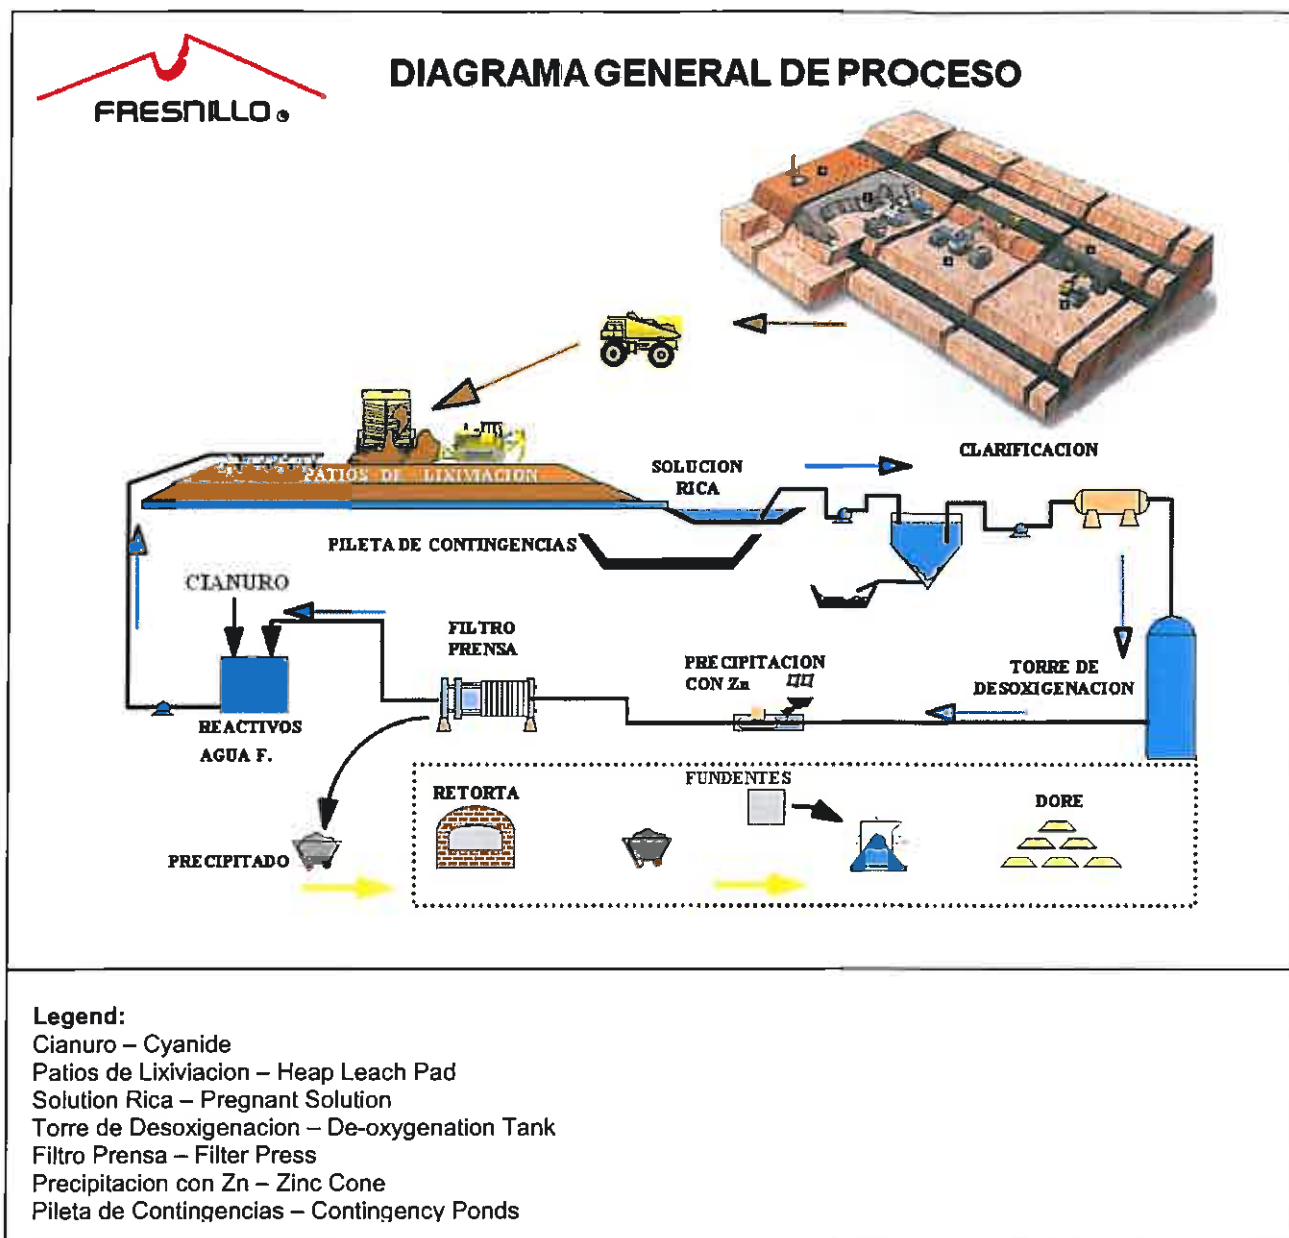 FRESNILLO
DIAGRAMA GENERAL DE PROCESO
CLARIFICACION
SOLUCION
RICA
PATIOS DE LIXIVIACION
PILETA DE CONTINGENCIAS
CIANURO
FILTRO
PRENSA
PRECIPITACION
CON Zn
TORRE DE
DESOXIGENACION
REACTIVOS
AGUA F.
FUNDENTES
RETORTA
DORE
PRECIPITADO
Legend:
Cianuro – Cyanide
Patios de Lixiviacion – Heap Leach Pad
Solution Rica – Pregnant Solution
Torre de Desoxigenacion – De-oxygenation Tank
Filtro Prensa – Filter Press
Precipitacion con Zn – Zinc Cone
Pileta de Contingencias – Contingency Ponds